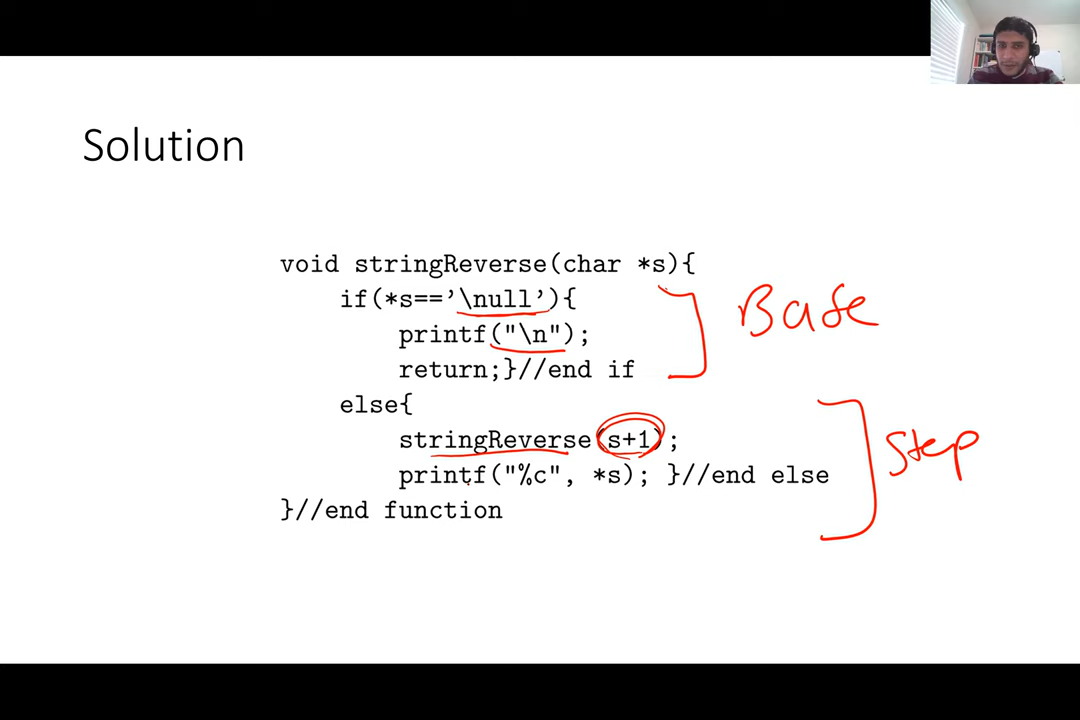 Solution
void stringReverse(char *s){
if(*s=='\null'){
printf("\n");
return;}//end if
else{
stringReverse(s+1);
printf("%c", *s); }//end else
}//end function
Base
Step